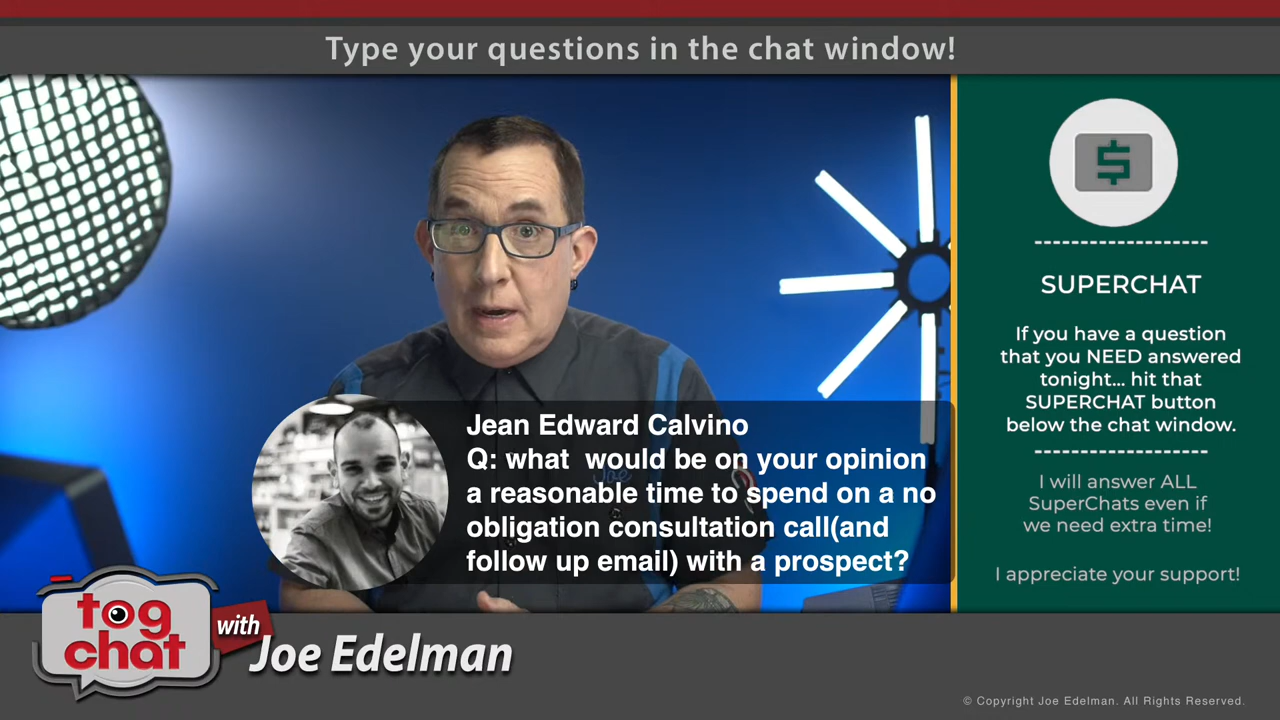 Type your questions in the chat window!
$
SUPERCHAT
If you have a question
that you NEED answered
tonight... hit that
SUPERCHAT button
below the chat window.
I will answer ALL
SuperChats even if
we need extra time!
I appreciate your support!
Jean Edward Calvino
Q: what  would be on your opinion
a reasonable time to spend on a no
obligation consultation call(and
follow up email) with a prospect?
Joe
tog
chat
with
Joe Edelman
© Copyright Joe Edelman. All Rights Reserved.